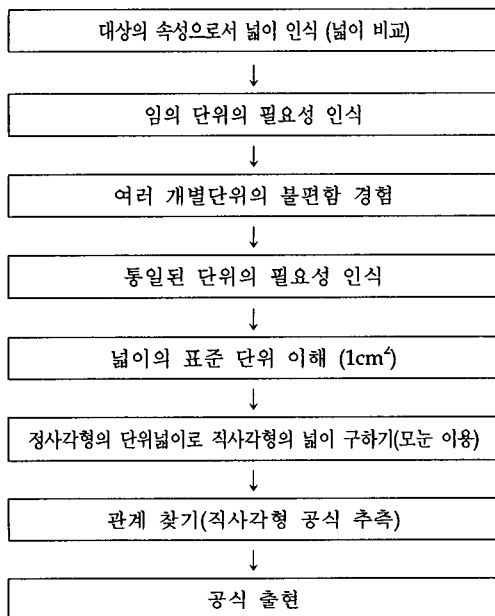 대상의 속성으로서 넓이 인식 (넓이 비교)
↓
임의 단위의 필요성 인식
↓
여러 개별단위의 불편함 경험
↓
통일된 단위의 필요성 인식
↓
넓이의 표준 단위 이해 (1cm²)
↓
정사각형의 단위넓이로 직사각형의 넓이 구하기(모눈 이용)
↓
관계 찾기(직사각형 공식 추측)
↓
공식 출현